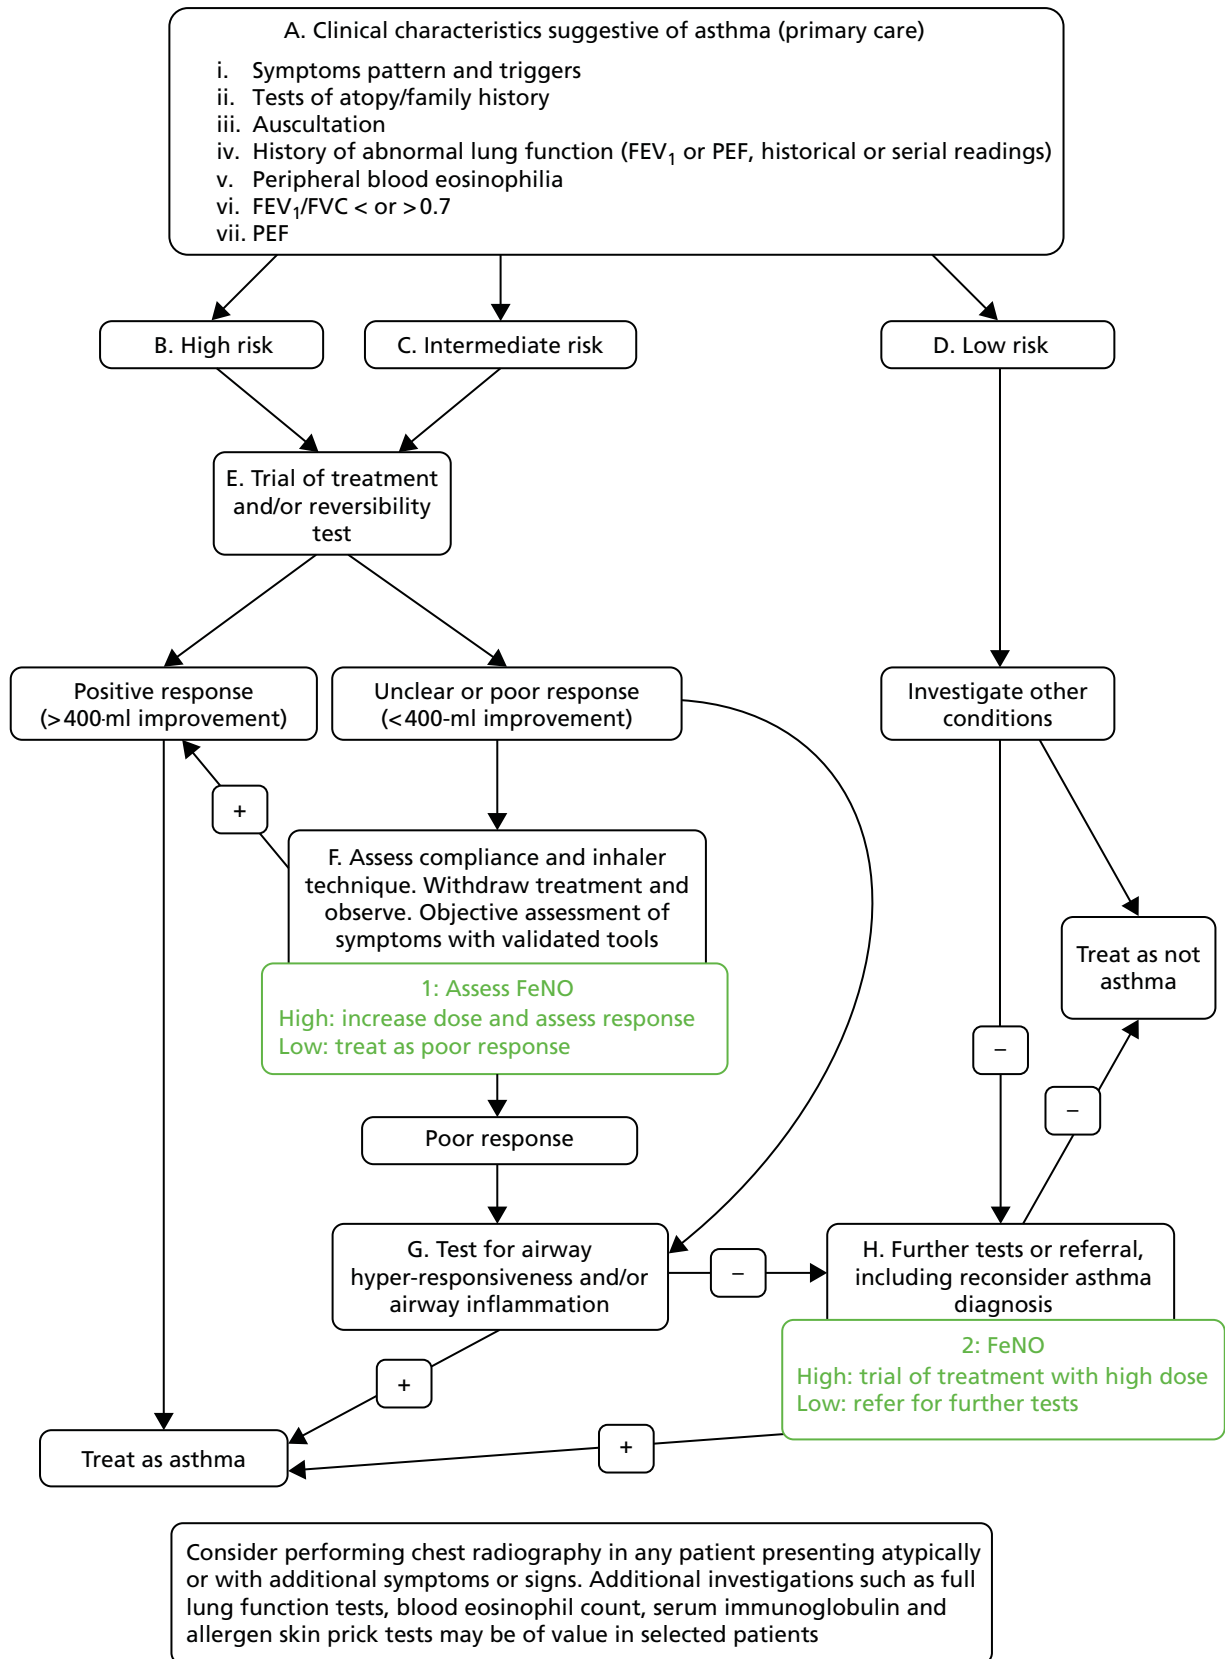 A. Clinical characteristics suggestive of asthma (primary care)
i. Symptoms pattern and triggers
ii. Tests of atopy/family history
iii. Auscultation
iv. History of abnormal lung function (FEV₁ or PEF, historical or serial readings)
v. Peripheral blood eosinophilia
vi. FEV₁/FVC < or >0.7
vii. PEF
B. High risk
C. Intermediate risk
D. Low risk
E. Trial of treatment
and/or reversibility
test
Positive response
(>400-ml improvement)
Unclear or poor response
(<400-ml improvement)
Investigate other
conditions
+
F. Assess compliance and inhaler
technique. Withdraw treatment and
observe. Objective assessment of
symptoms with validated tools
1: Assess FeNO
High: increase dose and assess response
Low: treat as poor response
Treat as not
asthma
–
–
Poor response
G. Test for airway
hyper-responsiveness and/or
airway inflammation
–
H. Further tests or referral,
including reconsider asthma
diagnosis
2: FeNO
High: trial of treatment with high dose
Low: refer for further tests
+
+
Treat as asthma
Consider performing chest radiography in any patient presenting atypically
or with additional symptoms or signs. Additional investigations such as full
lung function tests, blood eosinophil count, serum immunoglobulin and
allergen skin prick tests may be of value in selected patients